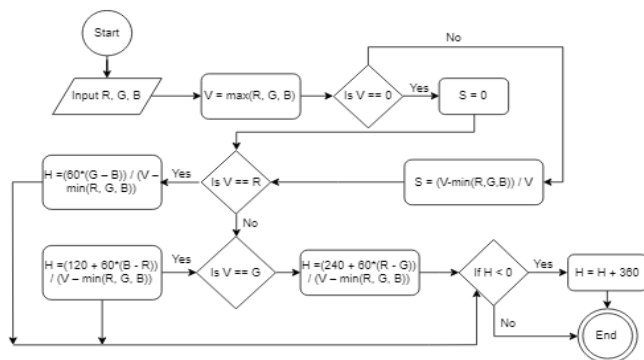 Start
No
Input R, G, B
V = max(R, G, B)
Is V == 0
Yes
S = 0
H =(60*(G – B)) / (V –
min(R, G, B))
Yes
Is V == R
S = (V-min(R,G,B)) / V
No
H =(120 + 60*(B - R))
/ (V – min(R, G, B))
Yes
Is V == G
H =(240 + 60*(R - G))
/ (V – min(R, G, B))
If H < 0
Yes
H = H + 360
No
End